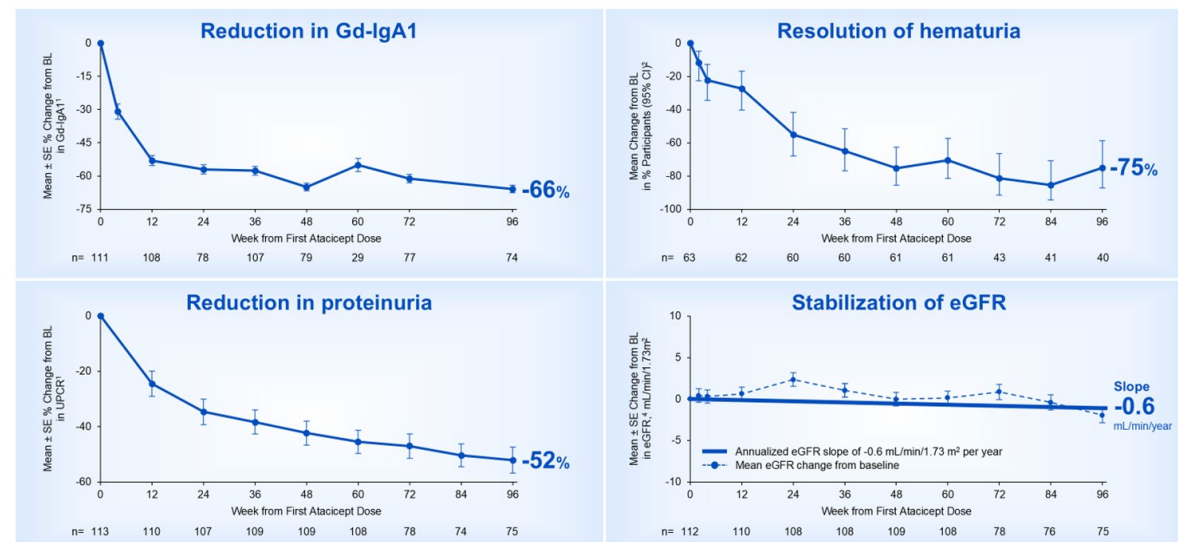 Reduction in Gd-IgA1
Mean ± SE % Change from BL
in Gd-IgA1¹
0
-15
-30
-45
-60
-75
-66%
0 12 24 36 48 60 72 96
Week from First Atacicept Dose
n= 111 108 78 107 79 29 77 74
Resolution of hematuria
Mean Change from BL
in % Participants (95% CI)²
0
-20
-40
-60
-80
-100
-75%
0 12 24 36 48 60 72 84 96
Week from First Atacicept Dose
n= 63 62 60 60 61 61 43 41 40
Reduction in proteinuria
Mean ± SE % Change from BL
in UPCR¹
0
-20
-40
-60
-52%
0 12 24 36 48 60 72 84 96
Week from First Atacicept Dose
n= 113 110 107 109 109 108 78 74 75
Stabilization of eGFR
Mean ± SE Change from BL
in eGFR,⁴ mL/min/1.73m²
10
5
0
-5
-10
Slope
-0.6
mL/min/year
Annualized eGFR slope of -0.6 mL/min/1.73 m² per year
Mean eGFR change from baseline
0 12 24 36 48 60 72 84 96
Week from First Atacicept Dose
n= 112 110 108 108 109 108 78 76 75